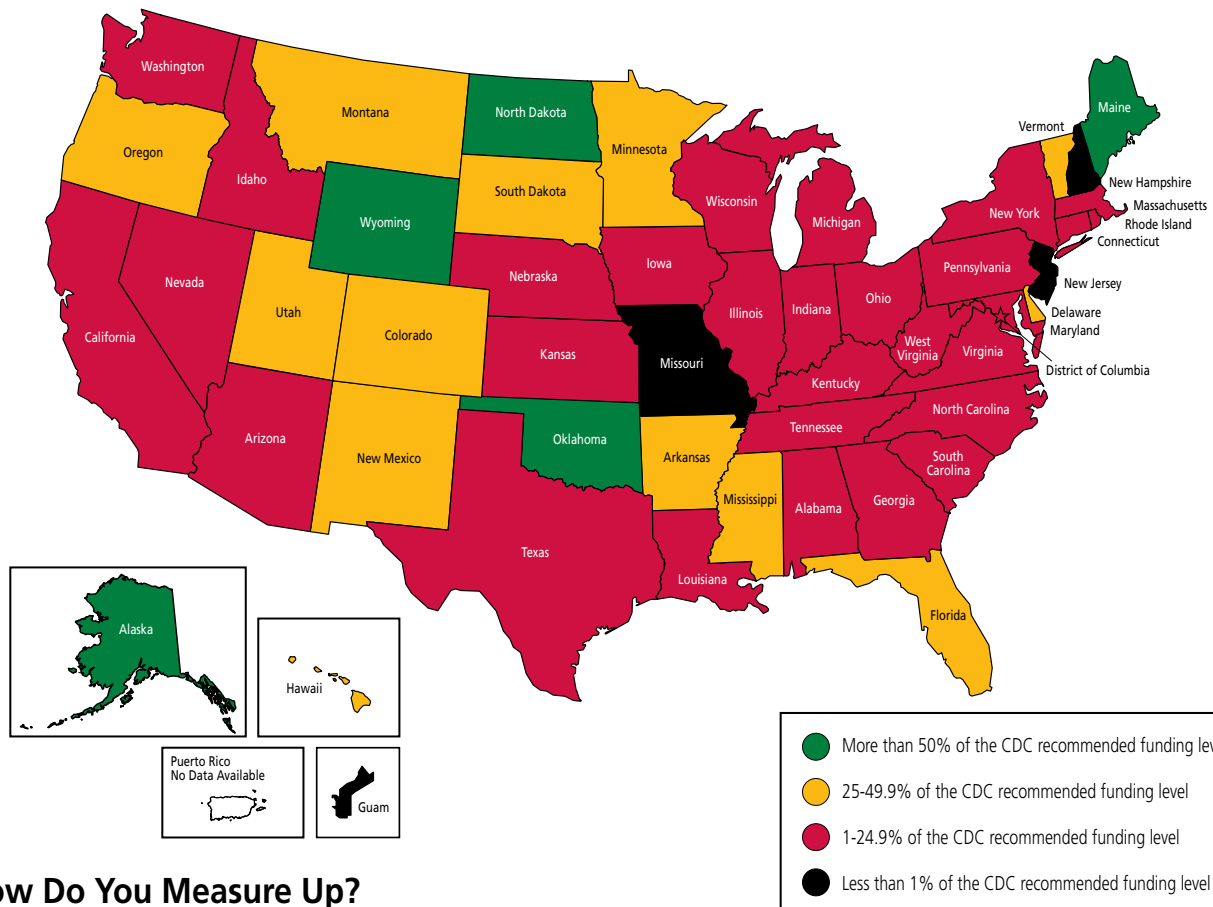 Washington
Montana
North Dakota
Minnesota
Maine
Vermont
Oregon
Idaho
South Dakota
Wisconsin
Michigan
New York
New Hampshire
Massachusetts
Rhode Island
Connecticut
Wyoming
Nebraska
Iowa
Pennsylvania
New Jersey
Nevada
Utah
Colorado
Illinois
Indiana
Ohio
Delaware
Maryland
California
Kansas
Missouri
West
Virginia
Virginia
District of Columbia
Kentucky
Arizona
New Mexico
Oklahoma
Arkansas
Tennessee
North Carolina
South
Carolina
Mississippi
Alabama
Georgia
Texas
Louisiana
Florida
Alaska
Hawaii
Puerto Rico
No Data Available
Guam
More than 50% of the CDC recommended funding lev
25-49.9% of the CDC recommended funding level
1-24.9% of the CDC recommended funding level
Less than 1% of the CDC recommended funding level
ow Do You Measure Up?